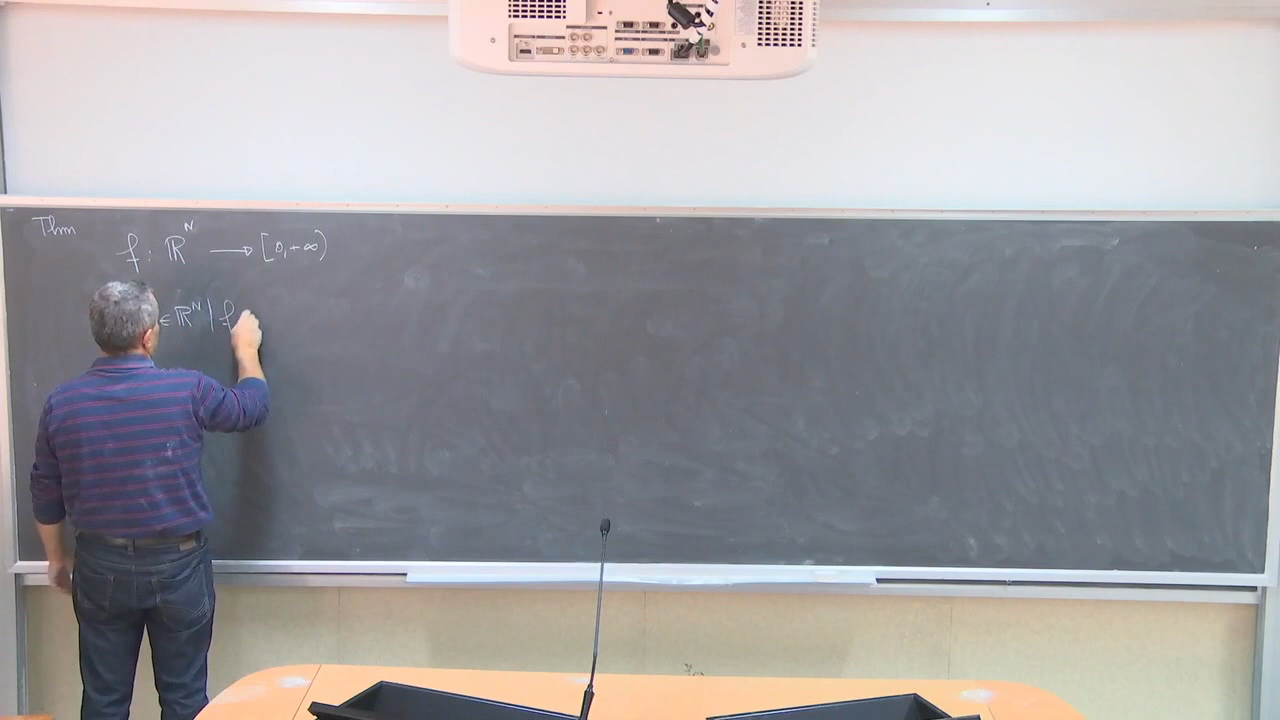 Thm
f : ℝ^N ⟶ [0, +∞)
∈ ℝ^N | f